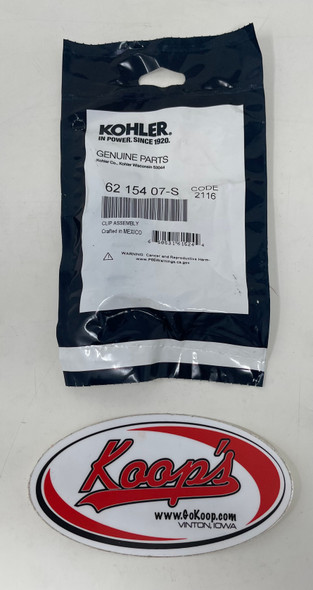 KOHLER.
IN POWER. SINCE 1920.
GENUINE PARTS
Kohler Co., Kohler Wisconsin 53044
62 154 07-S CODE
2116
CLIP ASSEMBLY
Crafted in MEXICO
WARNING: Cancer and Reproductive Harm-
www.P65warnings.ca.gov
Koop's
www.GoKoop.com
VINTON, IOWA